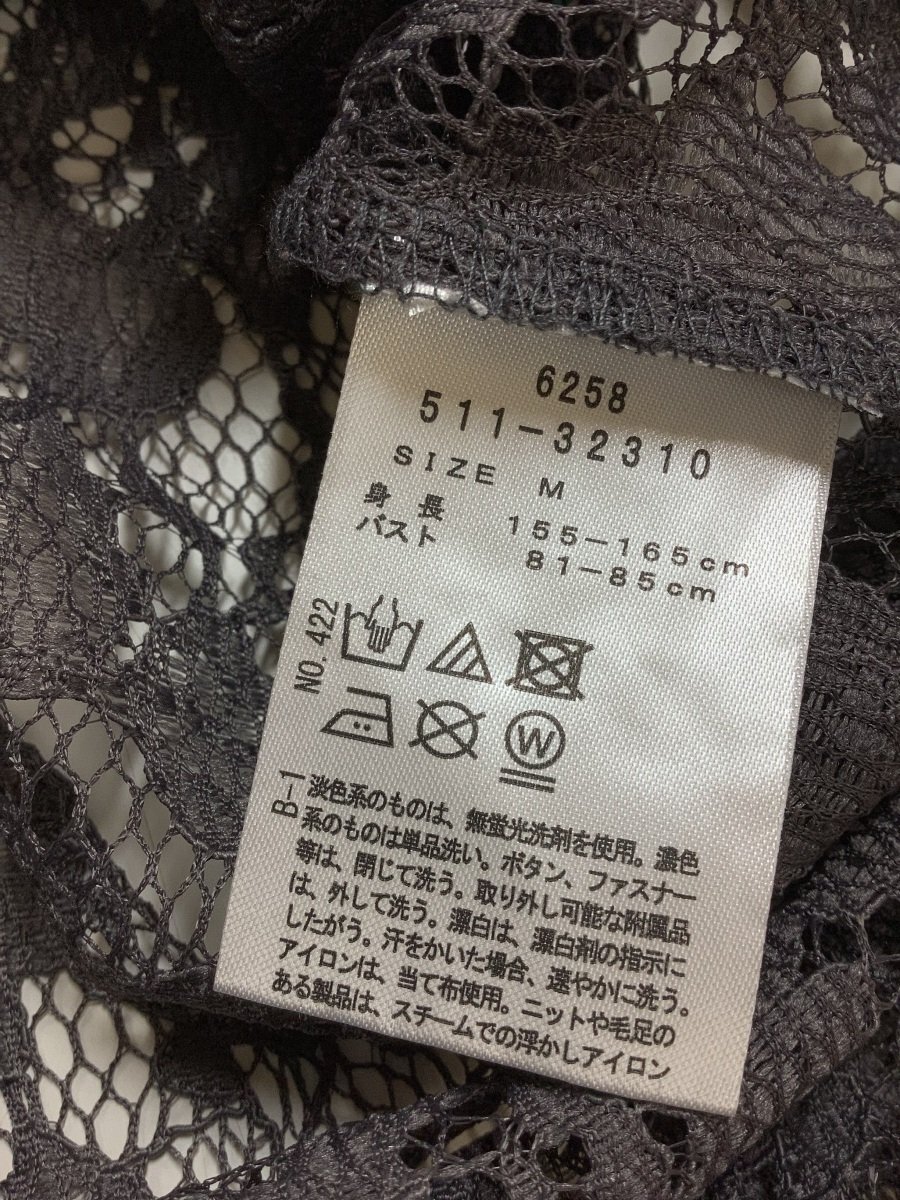 6258
511-32310
SIZE M
身長 155-165cm
バスト 81-85cm
NO. 422
W
B-1
淡色系のものは、無蛍光洗剤を使用。濃色
系のものは単品洗い。ボタン、ファスナー
等は、閉じて洗う。取り外し可能な附属品
は、外して洗う。漂白は、漂白剤の指示に
したがう。汗をかいた場合、速やかに洗う。
アイロンは、当て布使用。ニットや毛足の
ある製品は、スチームでの浮かしアイロン